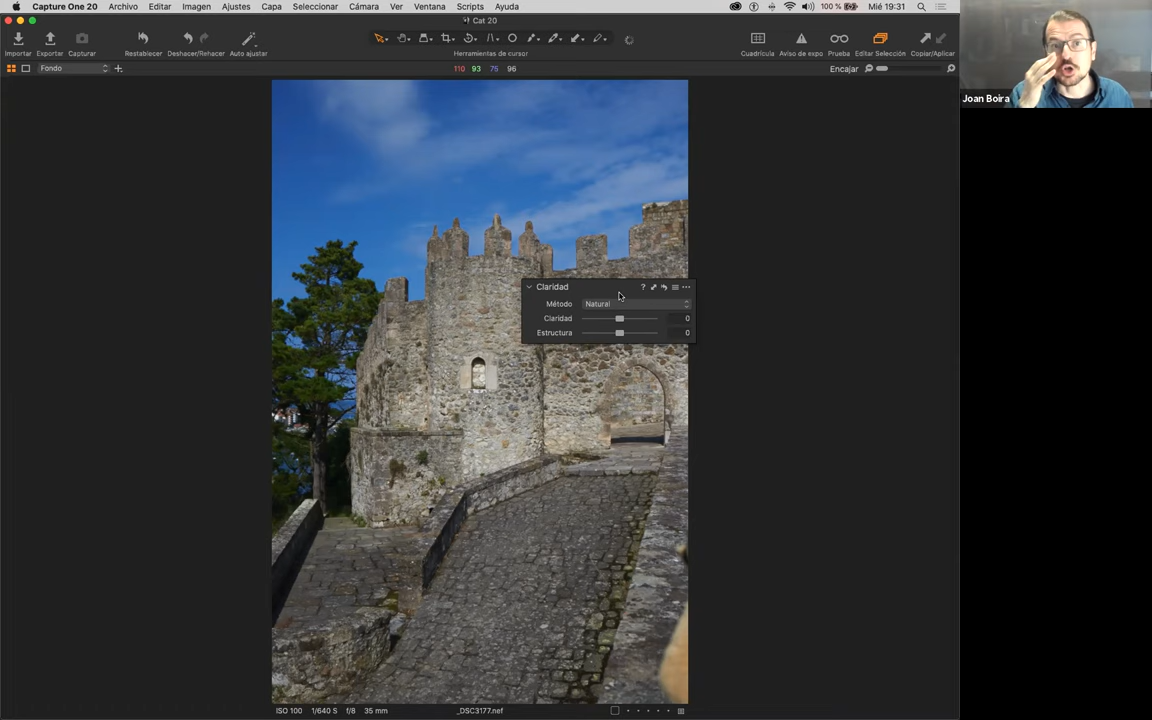 Capture One 20 Archivo Editar Imagen Ajustes Capa Seleccionar Cámara Ver Ventana Scripts Ayuda 100 % Mié 19:31
Cat 20
Importar Exportar Capturar Restablecer Deshacer/Rehacer Auto ajustar Herramientas de cursor Cuadrícula Aviso de expo Prueba Editar Selección Copiar/Aplicar
Fondo 110 93 75 96 Encajar
Joan Boira
Claridad ?
Método Natural
Claridad 0
Estructura 0
ISO 100 1/640 S f/8 35 mm _DSC3177.nef